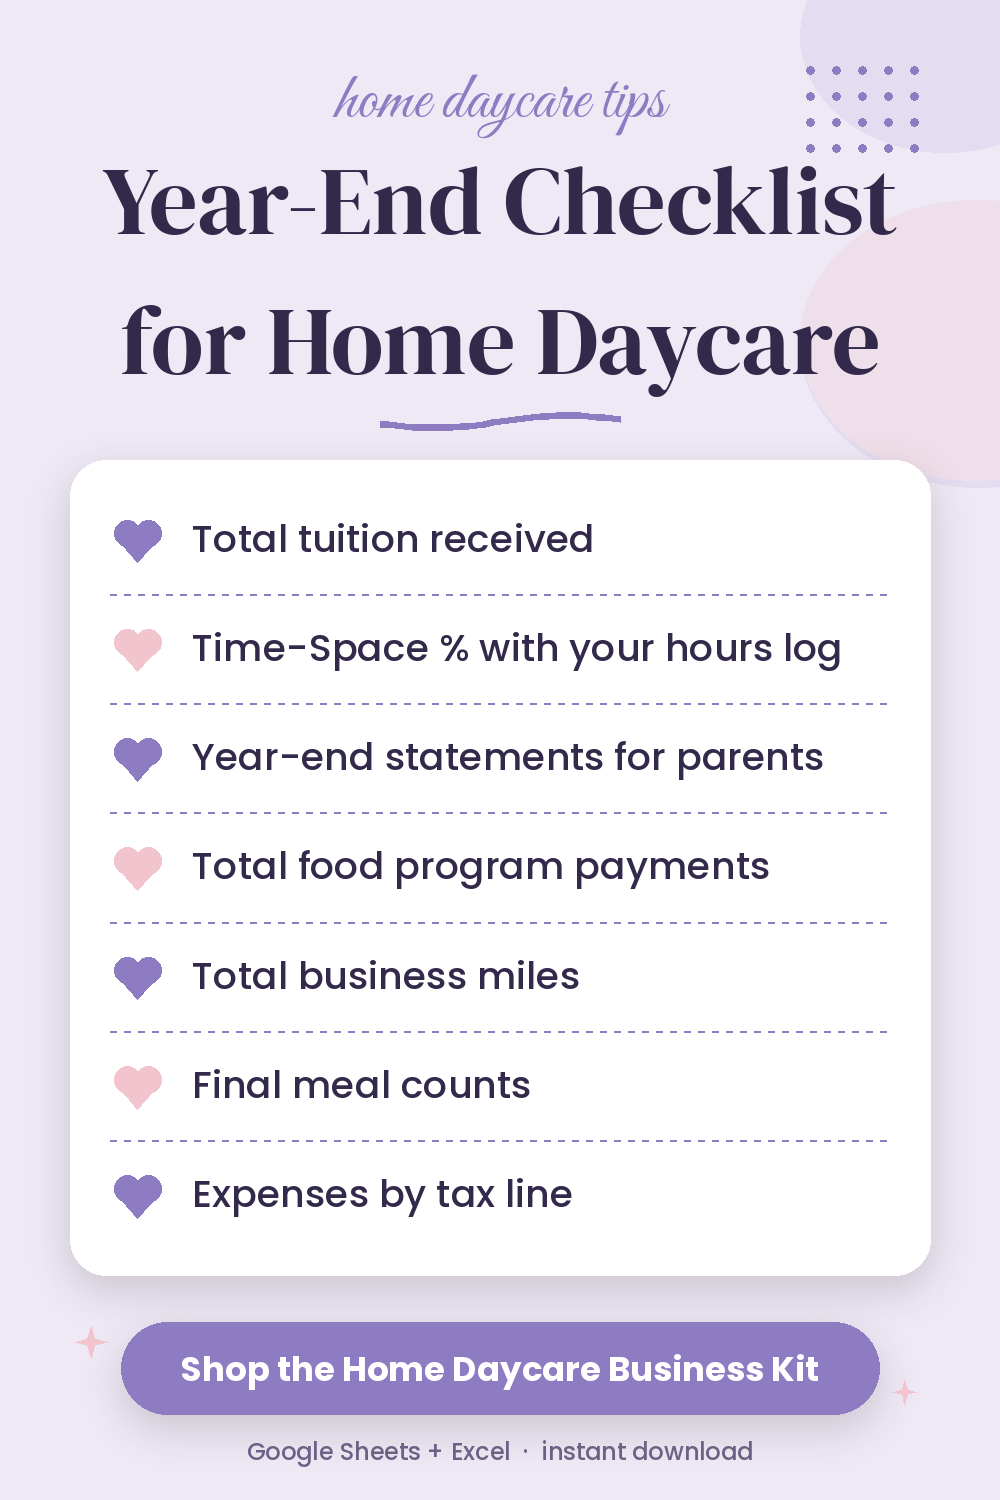 home daycare tips
Year-End Checklist
for Home Daycare
Total tuition received
Time-Space % with your hours log
Year-end statements for parents
Total food program payments
Total business miles
Final meal counts
Expenses by tax line
Shop the Home Daycare Business Kit
Google Sheets + Excel · instant download